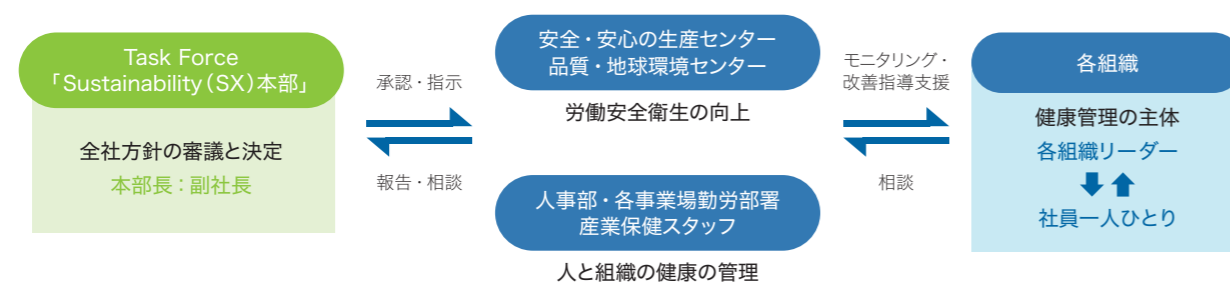 Task Force
「Sustainability(SX)本部」
全社方針の審議と決定
本部長：副社長
承認・指示
報告・相談
安全・安心の生産センター
品質・地球環境センター
労働安全衛生の向上
人事部・各事業場勤労部署
産業保健スタッフ
人と組織の健康の管理
モニタリング・
改善指導支援
相談
各組織
健康管理の主体
各組織リーダー
社員一人ひとり